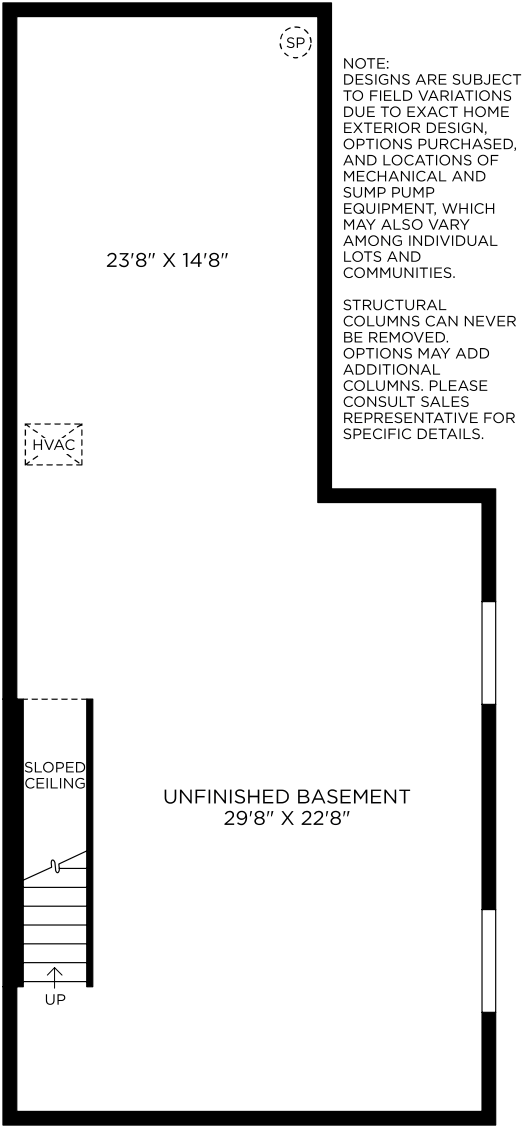 SP
NOTE:
DESIGNS ARE SUBJECT
TO FIELD VARIATIONS
DUE TO EXACT HOME
EXTERIOR DESIGN,
OPTIONS PURCHASED,
AND LOCATIONS OF
MECHANICAL AND
SUMP PUMP
EQUIPMENT, WHICH
MAY ALSO VARY
AMONG INDIVIDUAL
LOTS AND
COMMUNITIES.
STRUCTURAL
COLUMNS CAN NEVER
BE REMOVED.
OPTIONS MAY ADD
ADDITIONAL
COLUMNS. PLEASE
CONSULT SALES
REPRESENTATIVE FOR
SPECIFIC DETAILS.
23'8" X 14'8"
HVAC
SLOPED
CEILING
UNFINISHED BASEMENT
29'8" X 22'8"
UP